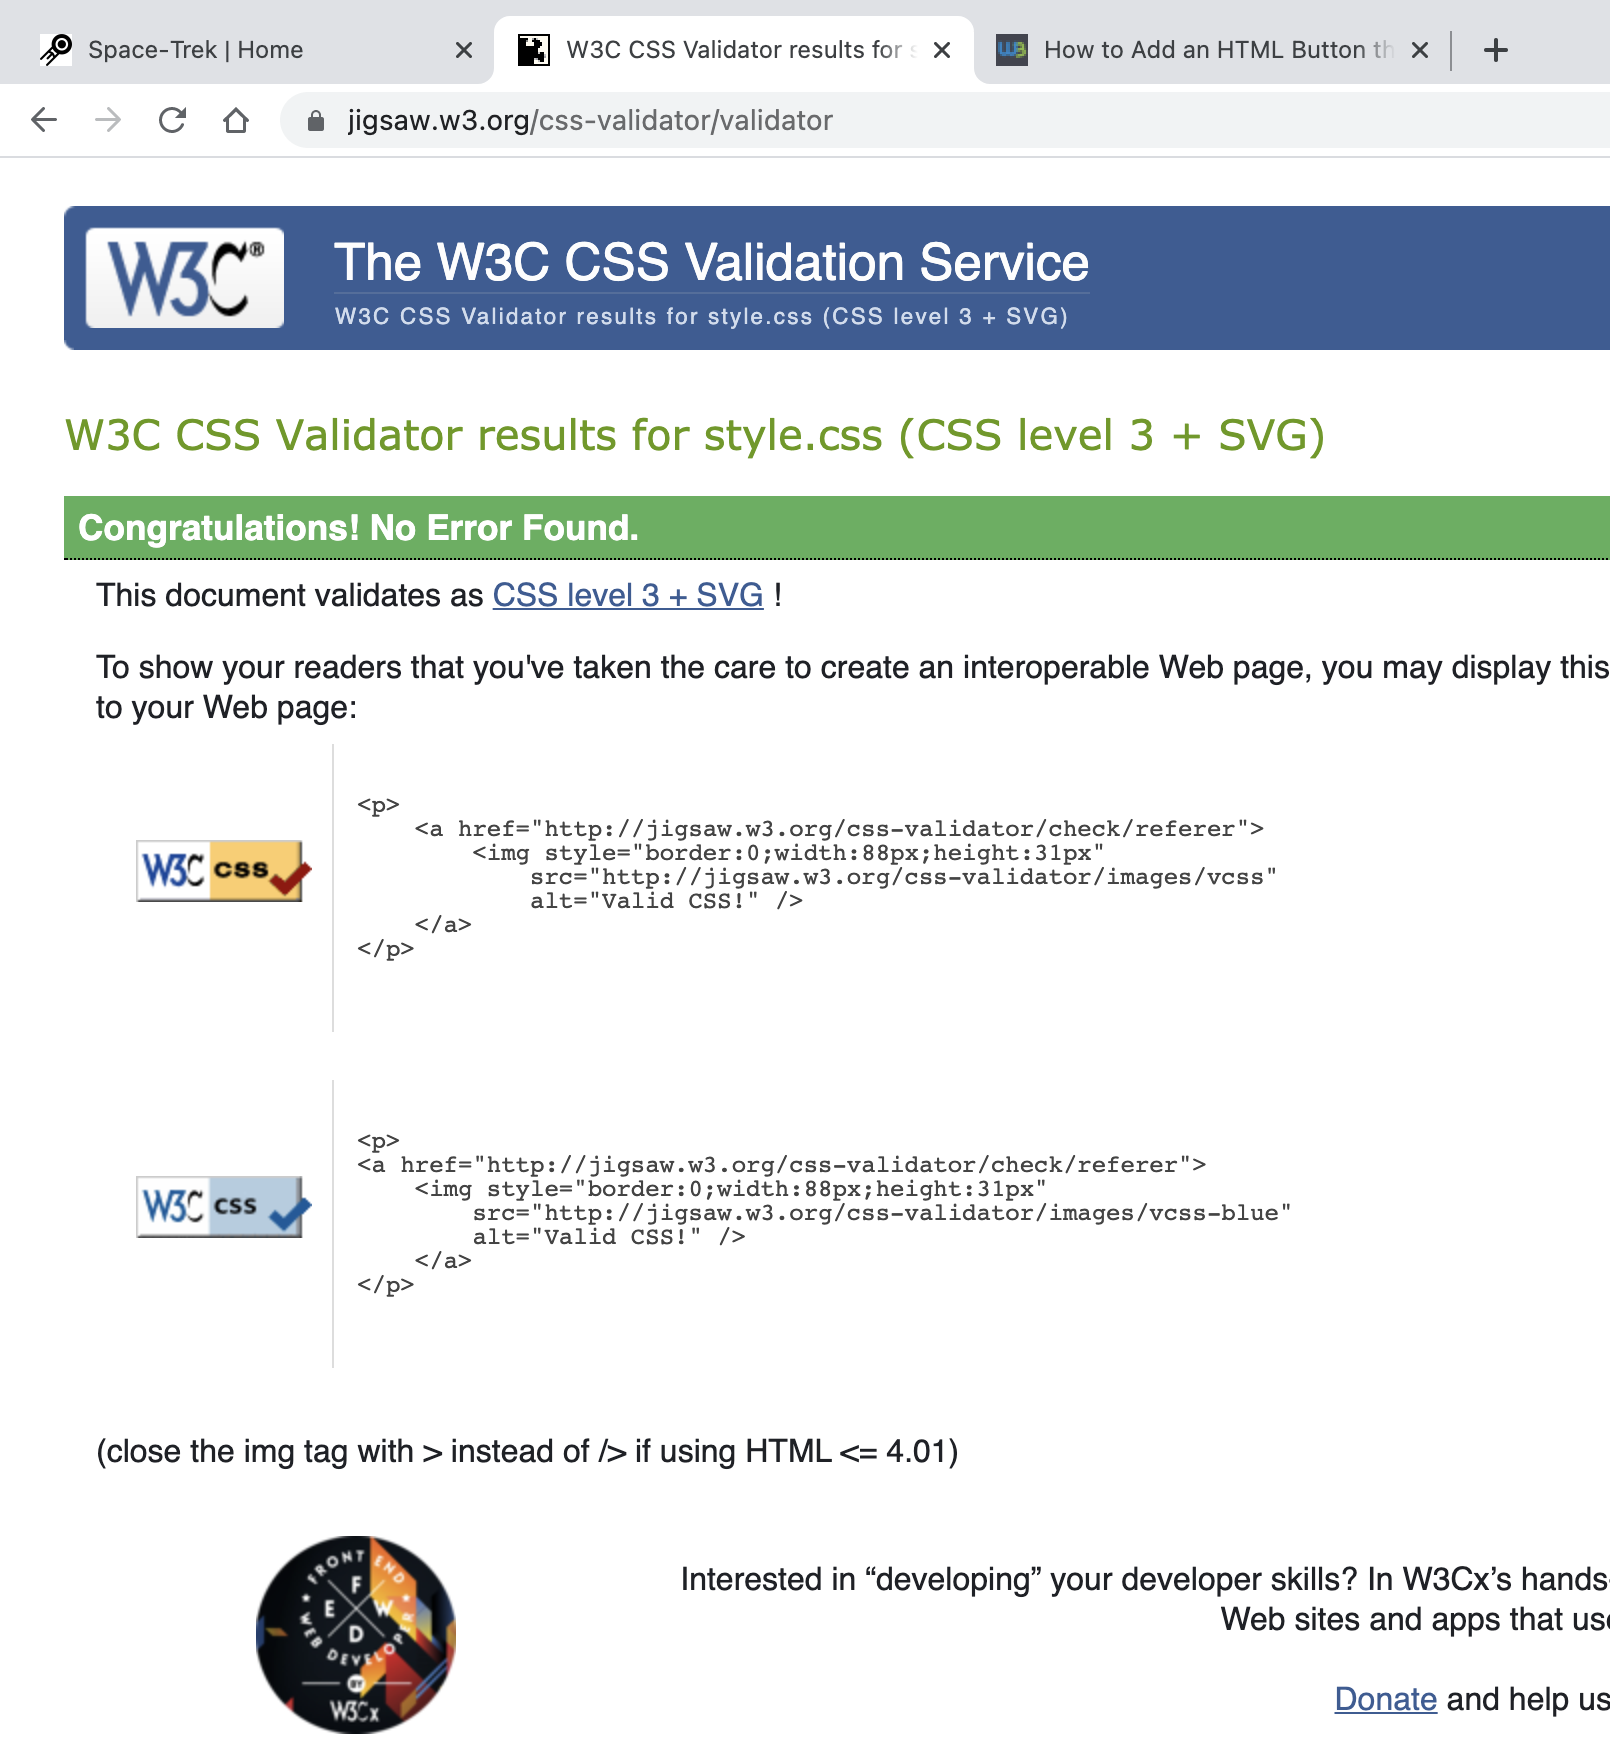 Space-Trek | Home
W3C CSS Validator results for s
How to Add an HTML Button th
jigsaw.w3.org/css-validator/validator
W3C®
The W3C CSS Validation Service
W3C CSS Validator results for style.css (CSS level 3 + SVG)
W3C CSS Validator results for style.css (CSS level 3 + SVG)
Congratulations! No Error Found.
This document validates as CSS level 3 + SVG !
To show your readers that you've taken the care to create an interoperable Web page, you may display this
to your Web page:
W3C css
<p>
    <a href="http://jigsaw.w3.org/css-validator/check/referer">
        <img style="border:0;width:88px;height:31px"
            src="http://jigsaw.w3.org/css-validator/images/vcss"
            alt="Valid CSS!" />
    </a>
</p>
W3C css
<p>
<a href="http://jigsaw.w3.org/css-validator/check/referer">
    <img style="border:0;width:88px;height:31px"
        src="http://jigsaw.w3.org/css-validator/images/vcss-blue"
        alt="Valid CSS!" />
    </a>
</p>
(close the img tag with > instead of /> if using HTML <= 4.01)
FRONT END
F
E W
D
WEB DEVELOPER
BY
W3Cx
Interested in “developing” your developer skills? In W3Cx’s hands-
Web sites and apps that use
Donate and help us